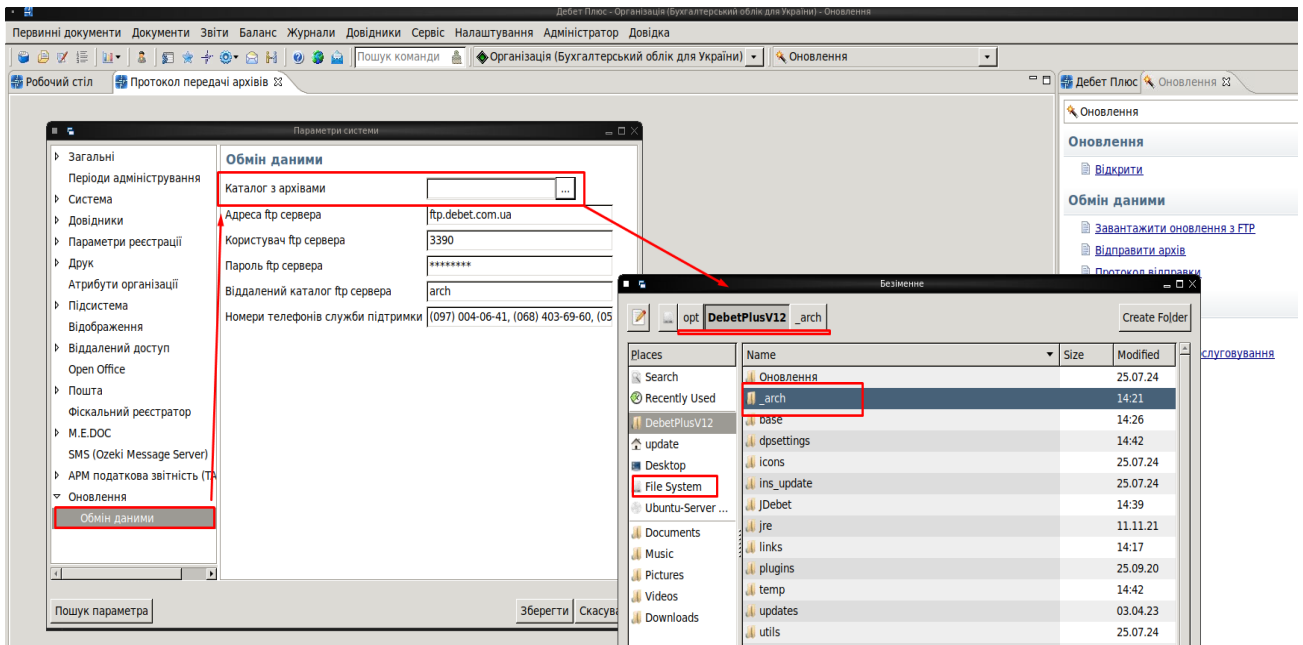 Дебет Плюс - Організація (Бухгалтерський облік для України) - Оновлення
Первинні документи Документи Звіти Баланс Журнали Довідники Сервіс Налаштування Адміністратор Довідка
Пошук команди Організація (Бухгалтерський облік для України) Оновлення
Робочий стіл Протокол передачі архівів
Дебет Плюс Оновлення
Оновлення
Оновлення
Відкрити
Обмін даними
Завантажити оновлення з FTP
Відправити архів
Протокол відправки
слуговування
Параметри системи
Загальні
Періоди адміністрування
Система
Довідники
Параметри реєстрації
Друк
Атрибути організації
Підсистема
Відображення
Віддалений доступ
Open Office
Пошта
Фіскальний реєстратор
M.E.DOC
SMS (Ozeki Message Server)
АРМ податкова звітність (TA
Оновлення
Обмін даними
Обмін даними
Каталог з архівами ...
Адреса ftp сервера ftp.debet.com.ua
Користувач ftp сервера 3390
Пароль ftp сервера ********
Віддалений каталог ftp сервера arch
Номери телефонів служби підтримки (097) 004-06-41, (068) 403-69-60, (05
Пошук параметра Зберегти Скасува
Безіменне
opt DebetPlusV12 _arch Create Folder
Places
Search
Recently Used
DebetPlusV12
update
Desktop
File System
Ubuntu-Server ...
Documents
Music
Pictures
Videos
Downloads
Name Size Modified
Оновлення 25.07.24
_arch 14:21
base 14:26
dpsettings 14:42
icons 25.07.24
ins_update 25.07.24
JDebet 14:39
jre 11.11.21
links 14:17
plugins 25.09.20
temp 14:42
updates 03.04.23
utils 25.07.24